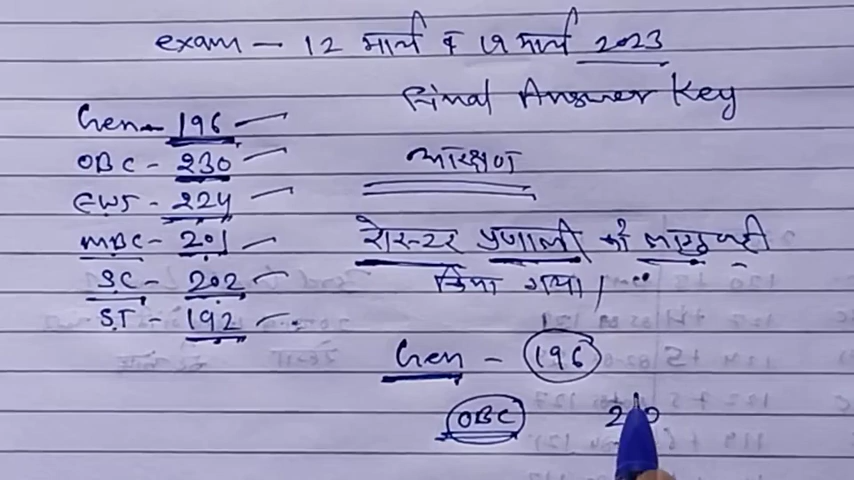 exam - 12 मार्च व 19 मार्च 2023
Final Answer Key
Gen - 196
OBC - 230
EWS - 224
MBC - 201
SC - 202
ST - 192
आरक्षण
रोस्टर प्रणाली को लागू नही
किया गया।
Gen - 196
OBC